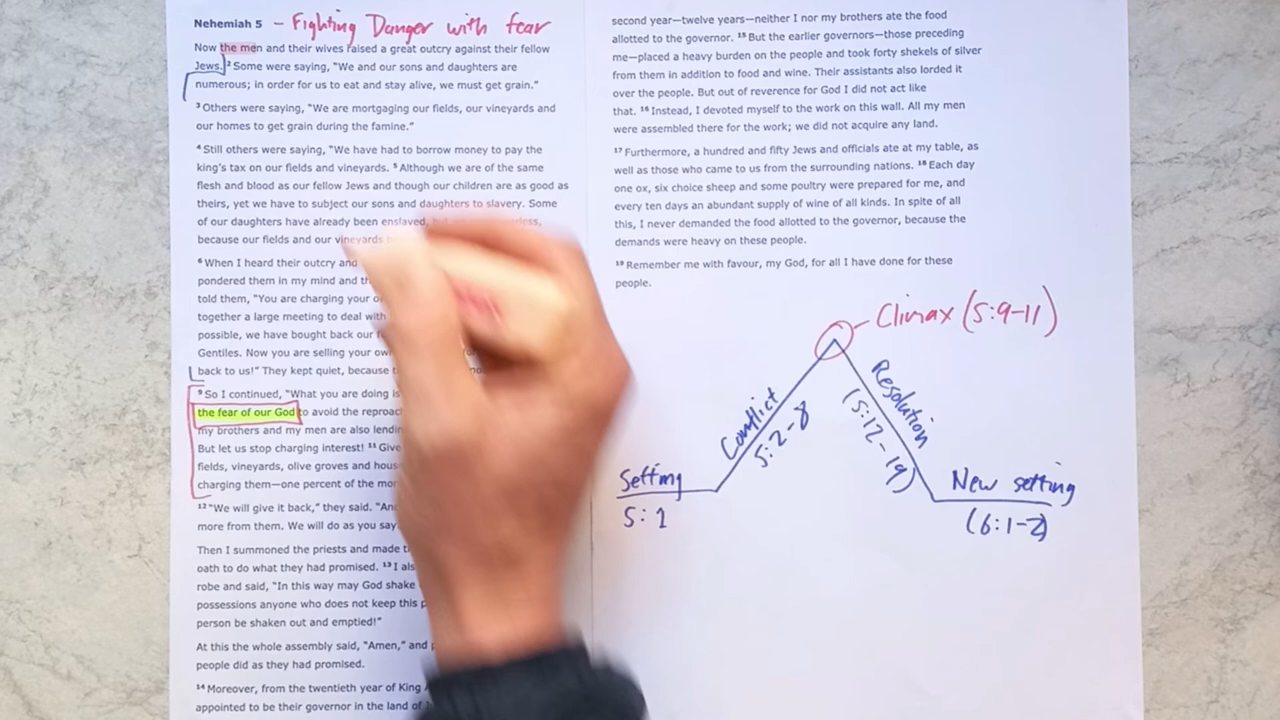 Nehemiah 5 - Fighting Danger with fear
Now the men and their wives raised a great outcry against their fellow
Jews. 2 Some were saying, “We and our sons and daughters are
numerous; in order for us to eat and stay alive, we must get grain.”
3 Others were saying, “We are mortgaging our fields, our vineyards and
our homes to get grain during the famine.”
4 Still others were saying, “We have had to borrow money to pay the
king’s tax on our fields and vineyards. 5 Although we are of the same
flesh and blood as our fellow Jews and though our children are as good as
theirs, yet we have to subject our sons and daughters to slavery. Some
of our daughters have already been enslaved,
because our fields and our vineyards
6 When I heard their outcry and
pondered them in my mind and
told them, “You are charging your
together a large meeting to deal with
possible, we have bought back our
Gentiles. Now you are selling your
back to us!” They kept quiet, because
9 So I continued, “What you are doing is
the fear of our God to avoid the
my brothers and my men are also
But let us stop charging interest! 11 Give
fields, vineyards, olive groves and
charging them—one percent of the
12 “We will give it back,” they said.
more from them. We will do as you say
Then I summoned the priests and made
oath to do what they had promised. 13 I
robe and said, “In this way may God shake
possessions anyone who does not keep this
person be shaken out and emptied!”
At this the whole assembly said, “Amen,” and
people did as they had promised.
14 Moreover, from the twentieth year of King
appointed to be their governor in the land of
second year—twelve years—neither I nor my brothers ate the food
allotted to the governor. 15 But the earlier governors—those preceding
me—placed a heavy burden on the people and took forty shekels of silver
from them in addition to food and wine. Their assistants also lorded it
over the people. But out of reverence for God I did not act like
that. 16 Instead, I devoted myself to the work on this wall. All my men
were assembled there for the work; we did not acquire any land.
17 Furthermore, a hundred and fifty Jews and officials ate at my table, as
well as those who came to us from the surrounding nations. 18 Each day
one ox, six choice sheep and some poultry were prepared for me, and
every ten days an abundant supply of wine of all kinds. In spite of all
this, I never demanded the food allotted to the governor, because the
demands were heavy on these people.
19 Remember me with favour, my God, for all I have done for these
people.
Climax (5:9-11)
Conflict
5:2-8
Resolution
(5:12-19)
Setting
5:1
New setting
(6:1-2)